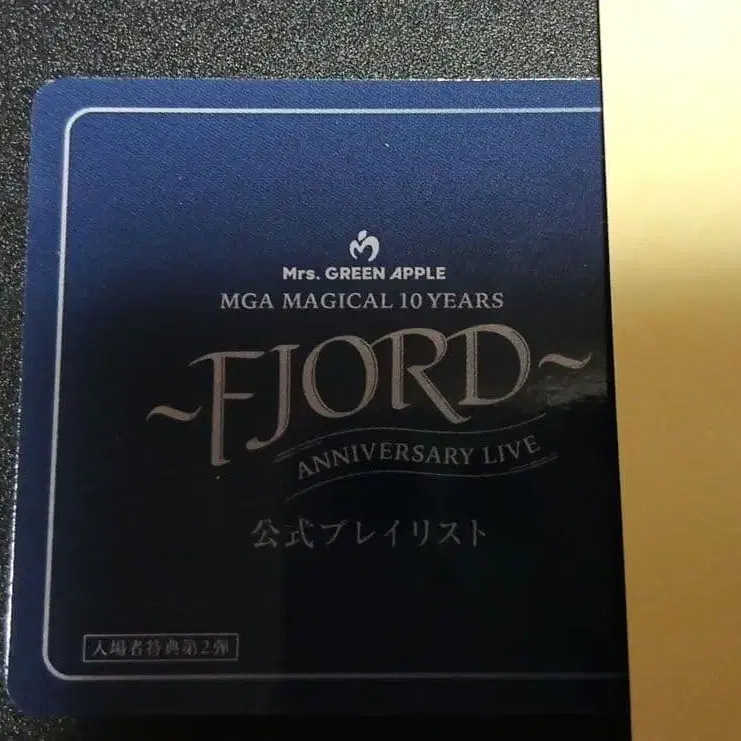 Mrs. GREEN APPLE
MGA MAGICAL 10 YEARS
~FJORD~
ANNIVERSARY LIVE
公式プレイリスト
入場者特典第2弾